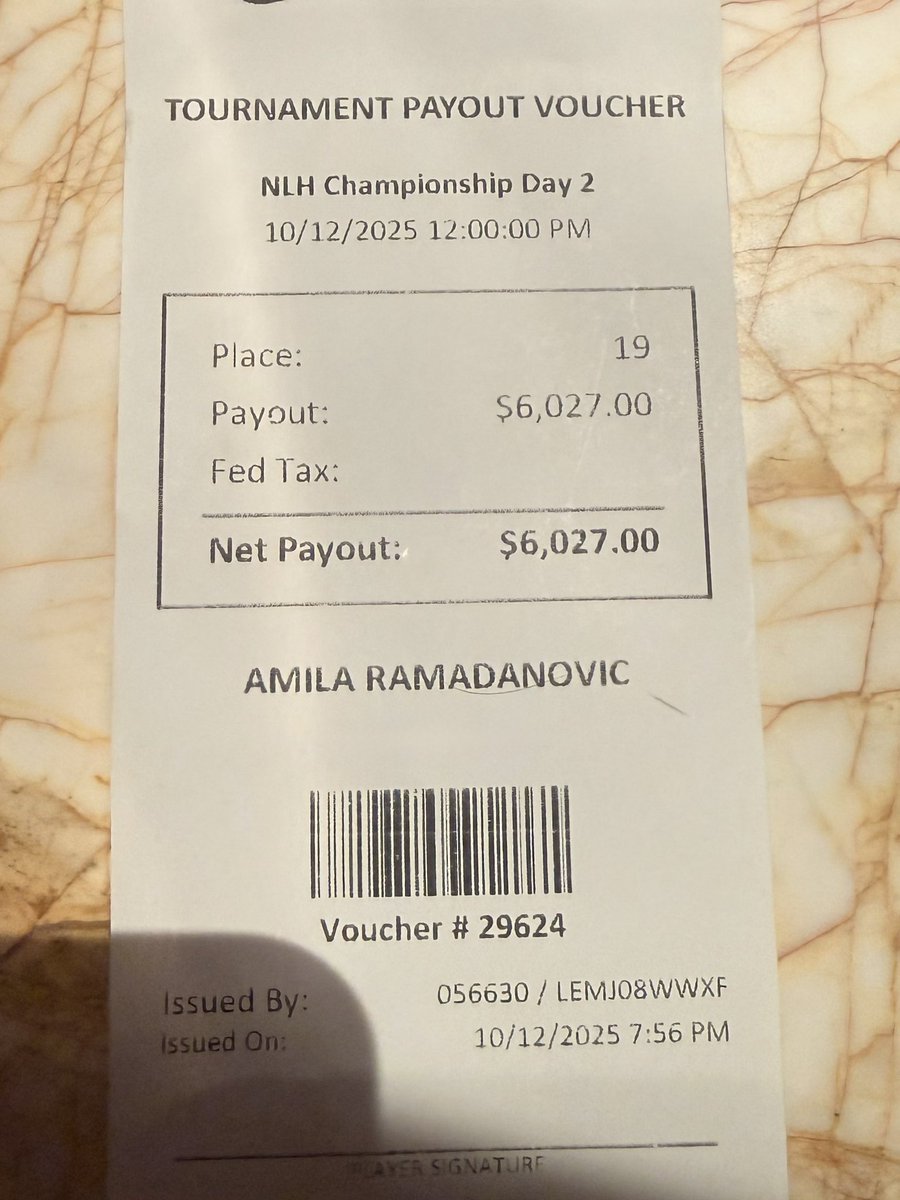 TOURNAMENT PAYOUT VOUCHER
NLH Championship Day 2
10/12/2025 12:00:00 PM
Place: 19
Payout: $6,027.00
Fed Tax:
Net Payout: $6,027.00
AMILA RAMADANOVIC
Voucher # 29624
Issued By: 056630 / LEMJ08WWXF
Issued On: 10/12/2025 7:56 PM
PLAYER SIGNATURE